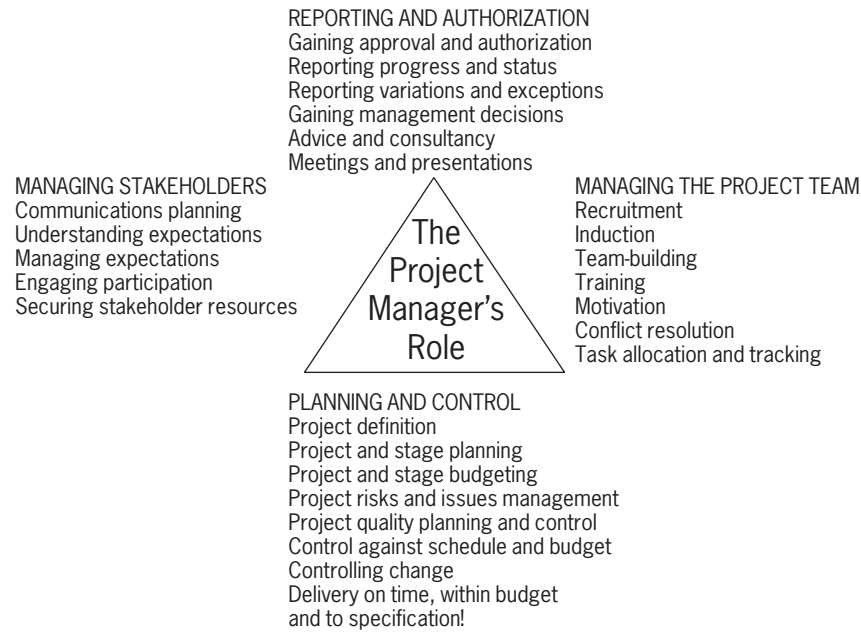 REPORTING AND AUTHORIZATION
Gaining approval and authorization
Reporting progress and status
Reporting variations and exceptions
Gaining management decisions
Advice and consultancy
Meetings and presentations
MANAGING STAKEHOLDERS
Communications planning
Understanding expectations
Managing expectations
Engaging participation
Securing stakeholder resources
The
Project
Manager's
Role
MANAGING THE PROJECT TEAM
Recruitment
Induction
Team-building
Training
Motivation
Conflict resolution
Task allocation and tracking
PLANNING AND CONTROL
Project definition
Project and stage planning
Project and stage budgeting
Project risks and issues management
Project quality planning and control
Control against schedule and budget
Controlling change
Delivery on time, within budget
and to specification!